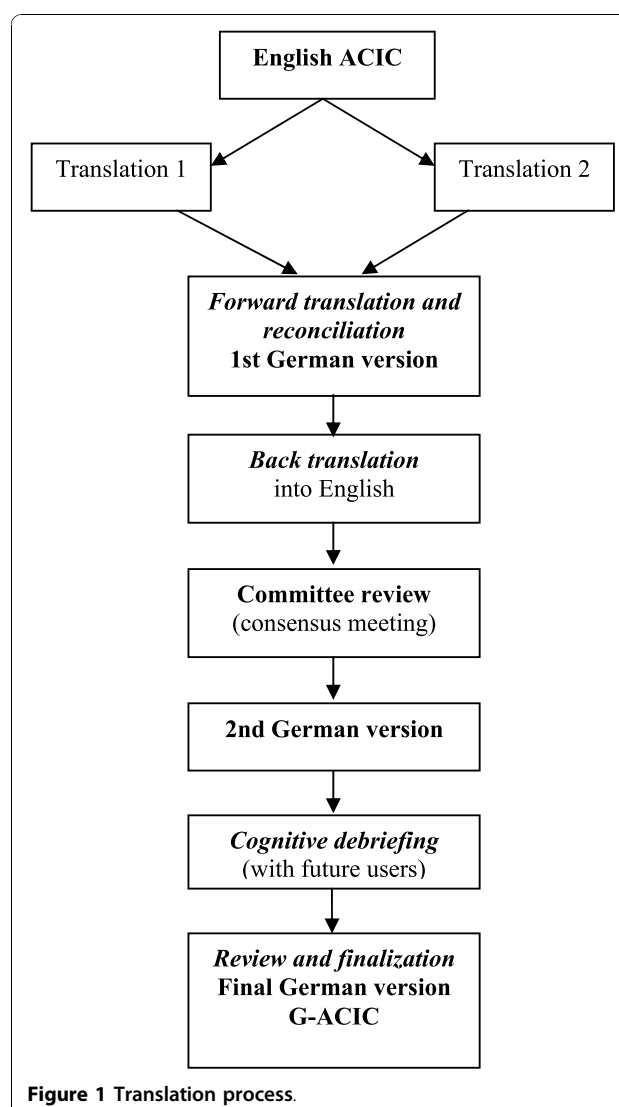 English ACIC
Translation 1
Translation 2
Forward translation and
reconciliation
1st German version
Back translation
into English
Committee review
(consensus meeting)
2nd German version
Cognitive debriefing
(with future users)
Review and finalization
Final German version
G-ACIC
Figure 1 Translation process.